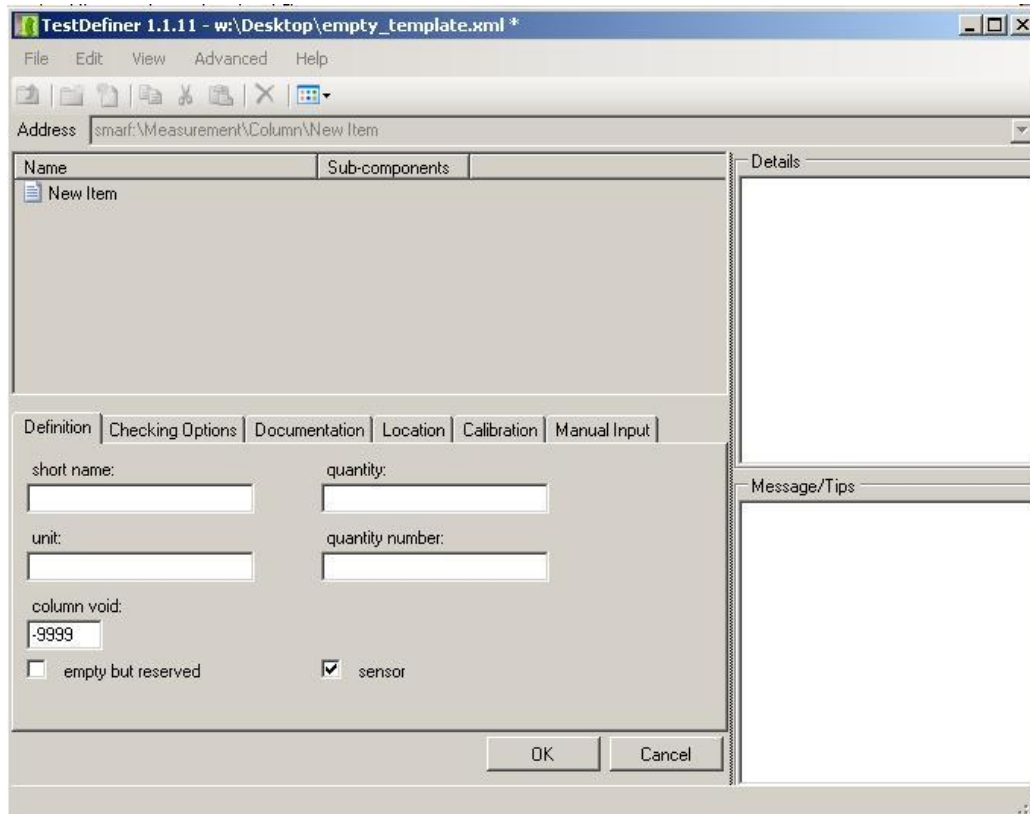 TestDefiner 1.1.11 - w:\Desktop\empty_template.xml *
File Edit View Advanced Help
Address smarf:\Measurement\Column\New Item
Name Sub-components
New Item
Details
Definition Checking Options Documentation Location Calibration Manual Input
short name: quantity:
unit: quantity number:
column void:
-9999
empty but reserved sensor
OK Cancel
Message/Tips